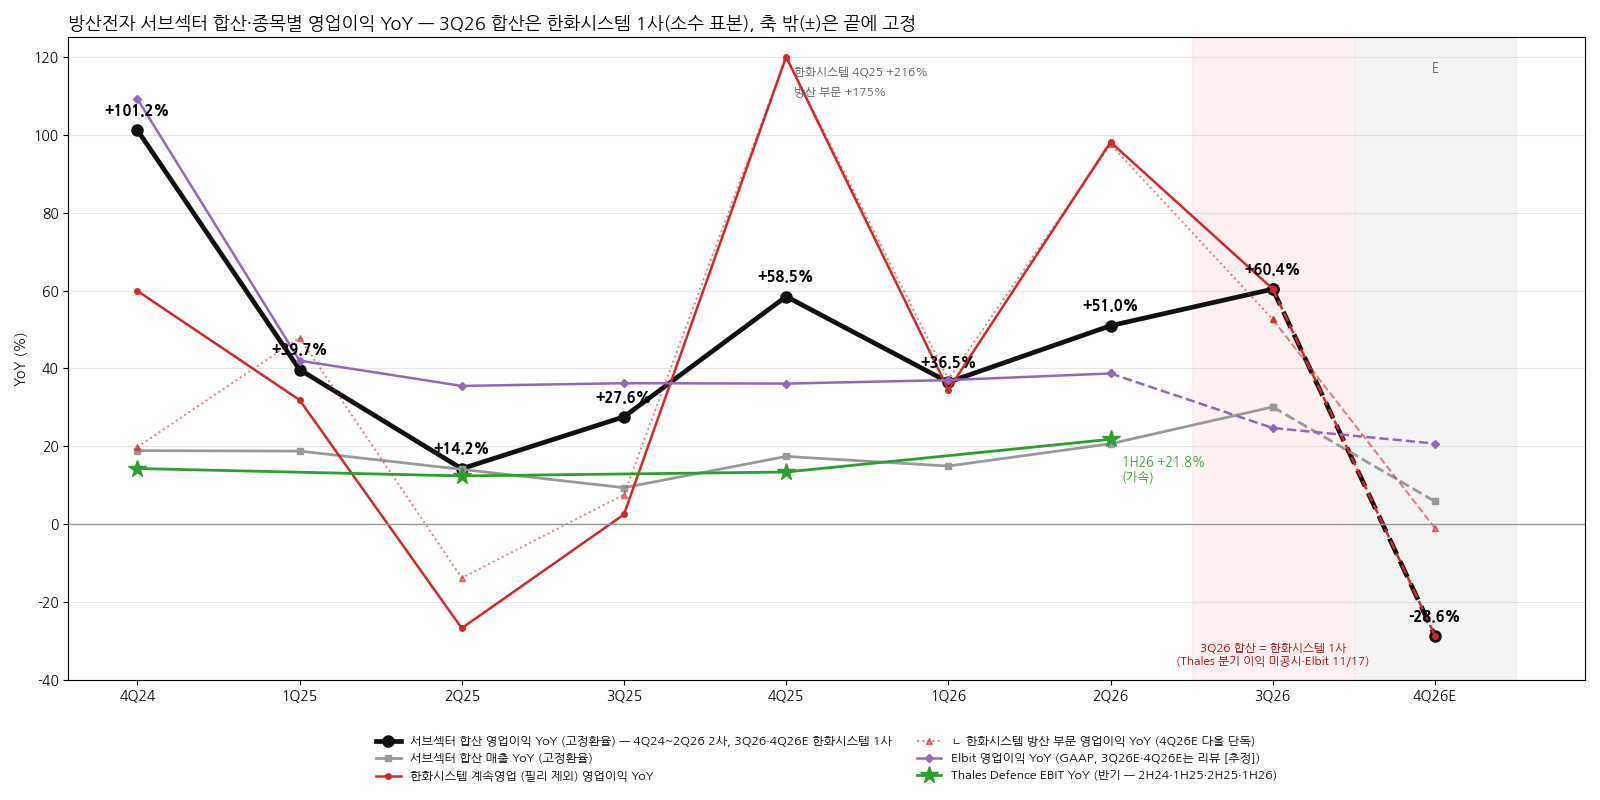 방산전자 서브섹터 합산·종목별 영업이익 YoY — 3Q26 합산은 한화시스템 1사(소수 표본), 축 밖(±)은 끝에 고정
YoY (%)
120
100
80
60
40
20
0
-20
-40
+101.2%
+39.7%
+14.2%
+27.6%
+58.5%
+36.5%
+51.0%
+60.4%
-28.6%
한화시스템 4Q25 +216%
방산 부문 +175%
E
1H26 +21.8%
(가속)
3Q26 합산 = 한화시스템 1사
(Thales 분기 이익 미공시·Elbit 11/17)
4Q24
1Q25
2Q25
3Q25
4Q25
1Q26
2Q26
3Q26
4Q26E
서브섹터 합산 영업이익 YoY (고정환율) — 4Q24~2Q26 2사, 3Q26·4Q26E 한화시스템 1사
서브섹터 합산 매출 YoY (고정환율)
한화시스템 계속영업 (필리 제외) 영업이익 YoY
ㄴ 한화시스템 방산 부문 영업이익 YoY (4Q26E 다올 단독)
Elbit 영업이익 YoY (GAAP, 3Q26E·4Q26E는 리뷰 [추정])
Thales Defence EBIT YoY (반기 — 2H24·1H25·2H25·1H26)